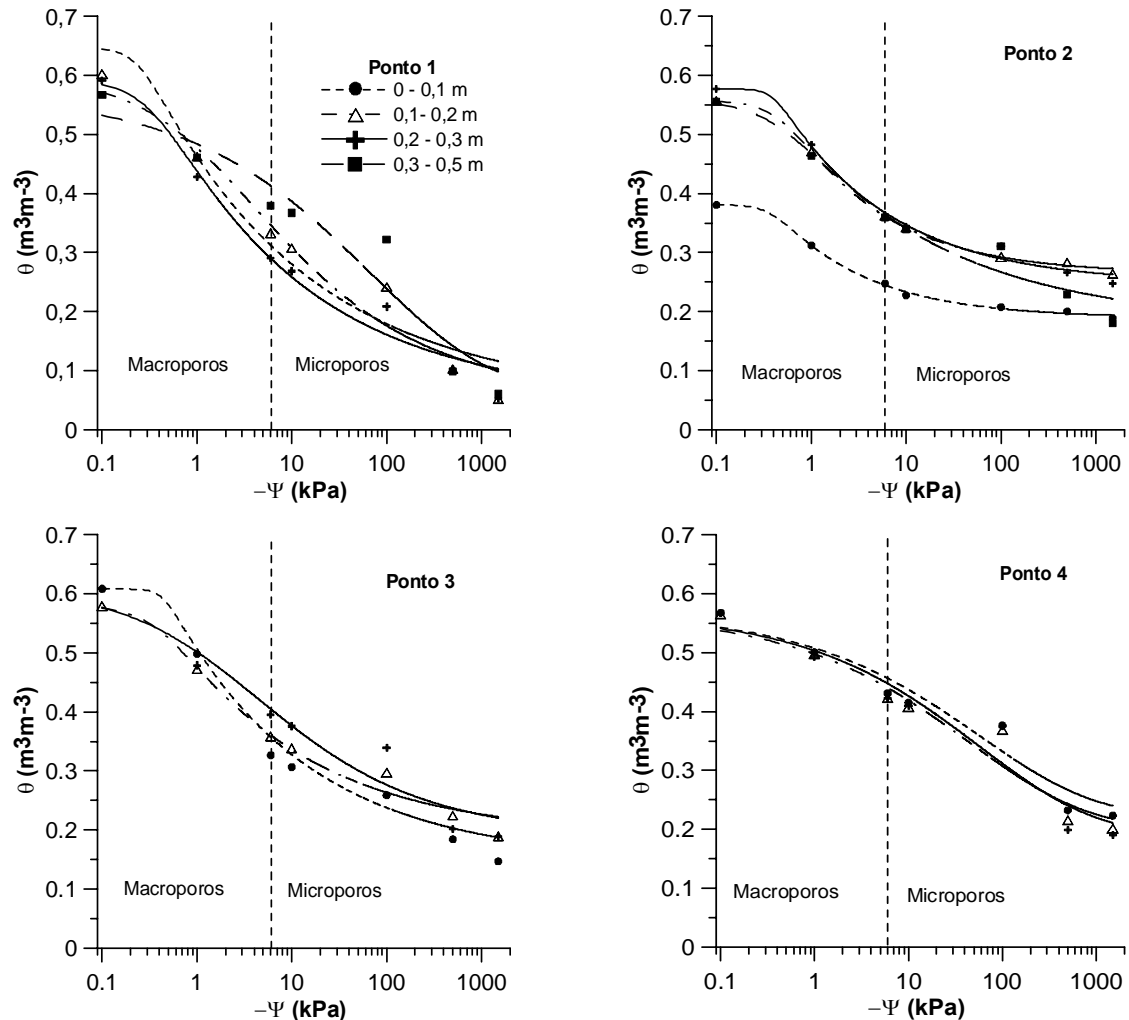 0,7
0,6
0,5
0,4
0,3
0,2
0,1
0
θ (m³m-3)
Ponto 1
0 - 0,1 m
0,1- 0,2 m
0,2 - 0,3 m
0,3 - 0,5 m
Macroporos
Microporos
0.1
1
10
100
1000
−Ψ (kPa)
0.7
0.6
0.5
0.4
0.3
0.2
0.1
0
θ (m³m-3)
Ponto 2
Macroporos
Microporos
0.1
1
10
100
1000
−Ψ (kPa)
0.7
0.6
0.5
0.4
0.3
0.2
0.1
0
θ (m³m-3)
Ponto 3
Macroporos
Microporos
0.1
1
10
100
1000
−Ψ (kPa)
0.7
0.6
0.5
0.4
0.3
0.2
0.1
0
θ (m³m-3)
Ponto 4
Macroporos
Microporos
0.1
1
10
100
1000
−Ψ (kPa)